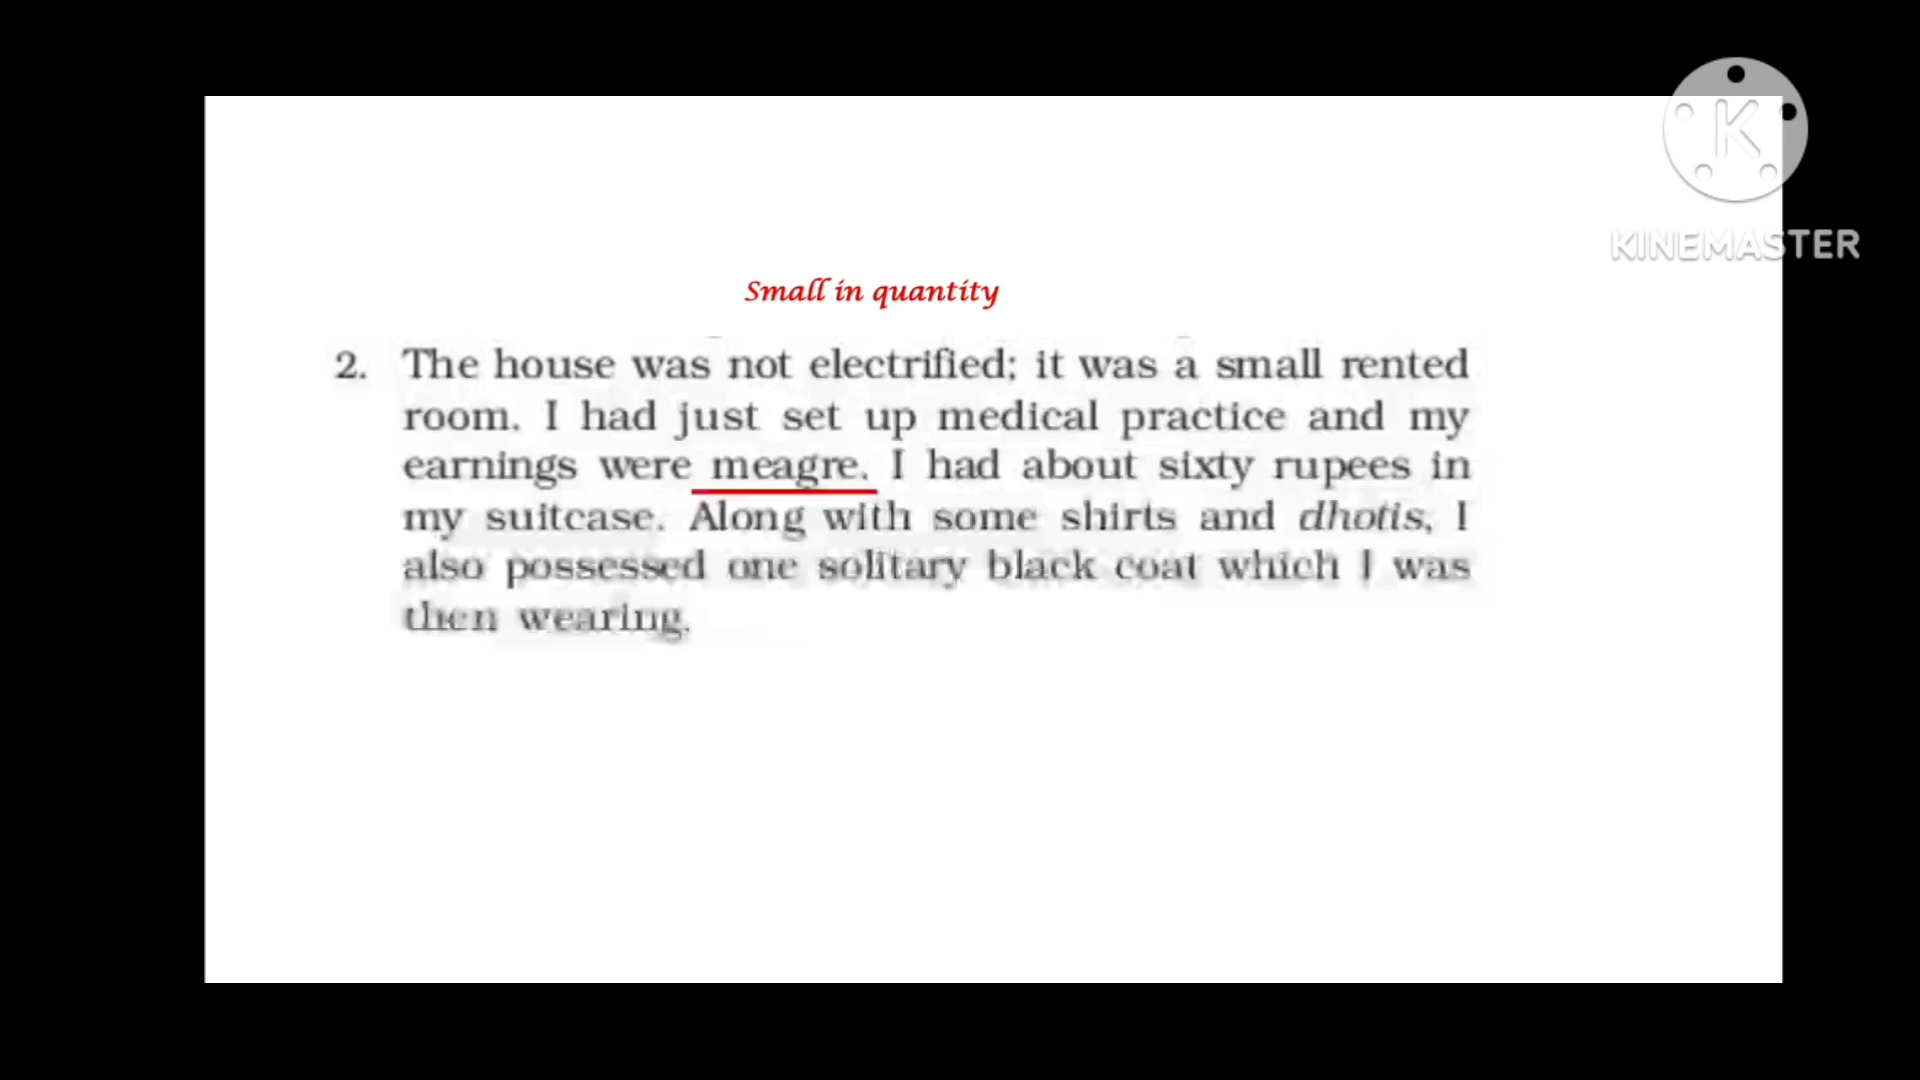 KINEMASTER
Small in quantity
2. The house was not electrified; it was a small rented
room. I had just set up medical practice and my
earnings were meagre. I had about sixty rupees in
my suitcase. Along with some shirts and dhotis, I
also possessed one solitary black coat which I was
then wearing.